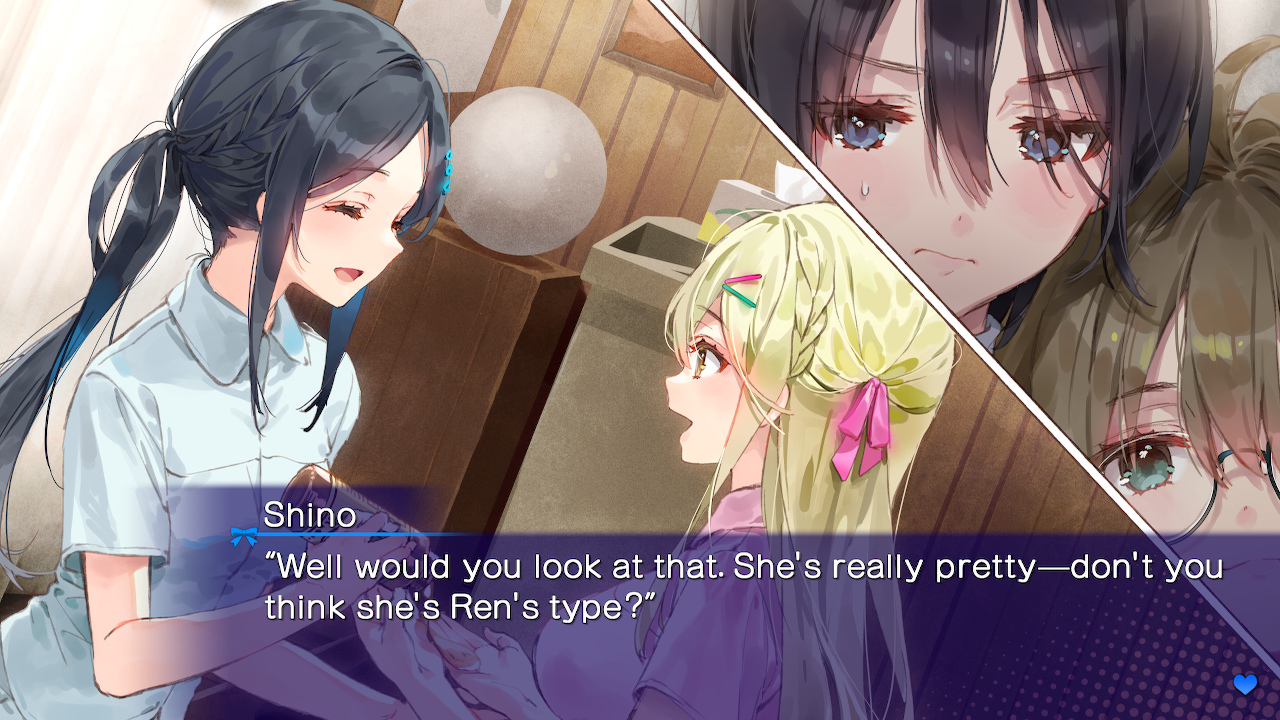 Shino
“Well would you look at that. She's really pretty—don't you
think she's Ren's type?”